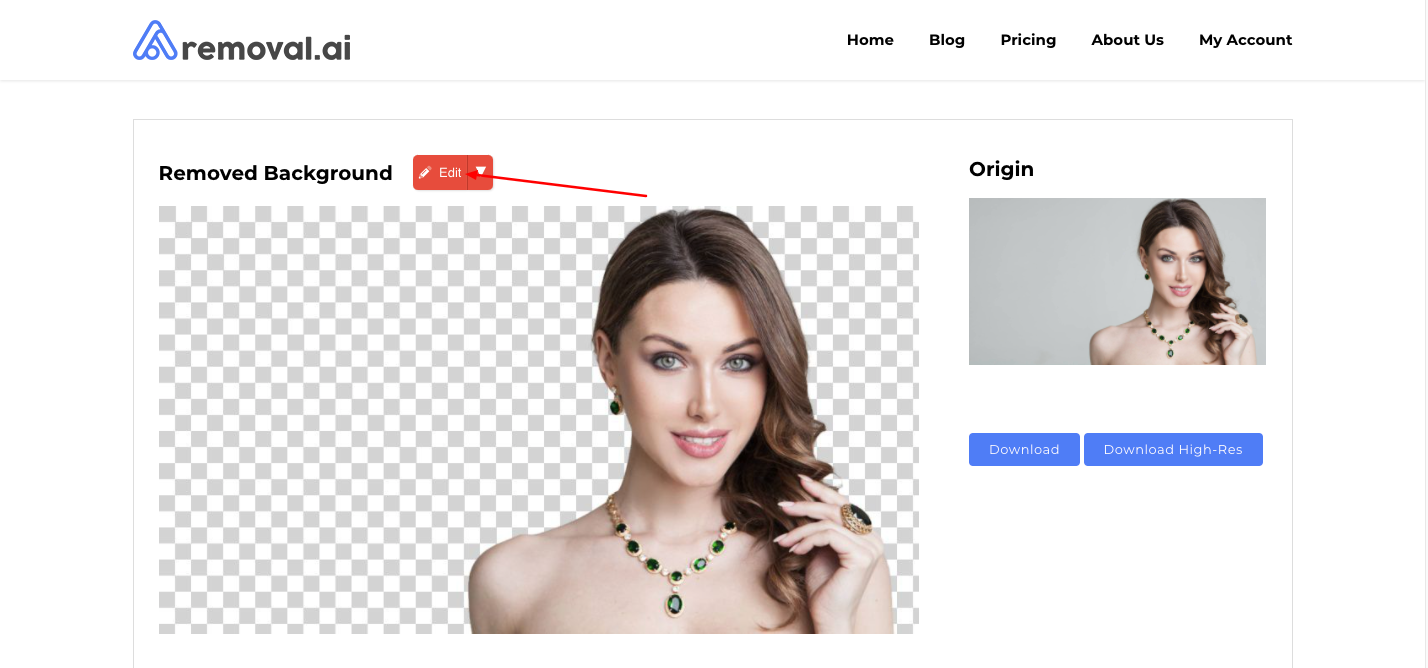 removal.ai
Home Blog Pricing About Us My Account
Removed Background
Edit
Origin
Download Download High-Res